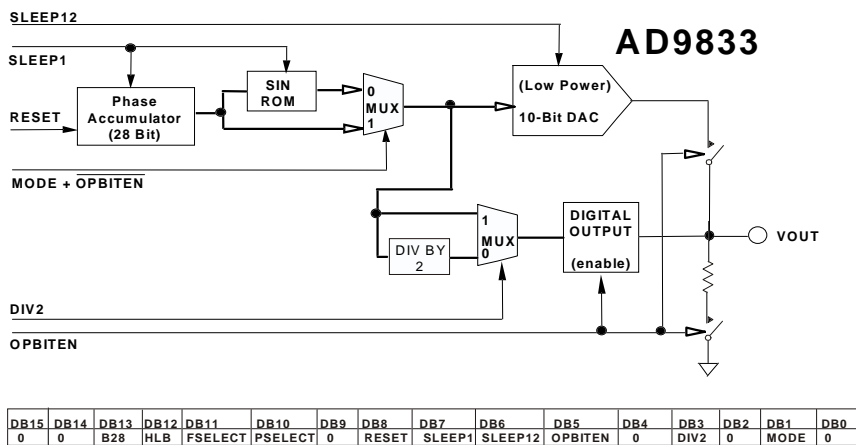 SLEEP12
AD9833
SLEEP1
(Low Power)
10-Bit DAC
SIN
ROM
0
MUX
1
Phase
Accumulator
(28 Bit)
RESET
MODE + OPBITEN
1
MUX
0
DIV BY
2
DIGITAL
OUTPUT
(enable)
VOUT
DIV2
OPBITEN
DB15 DB14 DB13 DB12 DB11 DB10 DB9 DB8 DB7 DB6 DB5 DB4 DB3 DB2 DB1 DB0
0 0 B28 HLB FSELECT PSELECT 0 RESET SLEEP1 SLEEP12 OPBITEN 0 DIV2 0 MODE 0